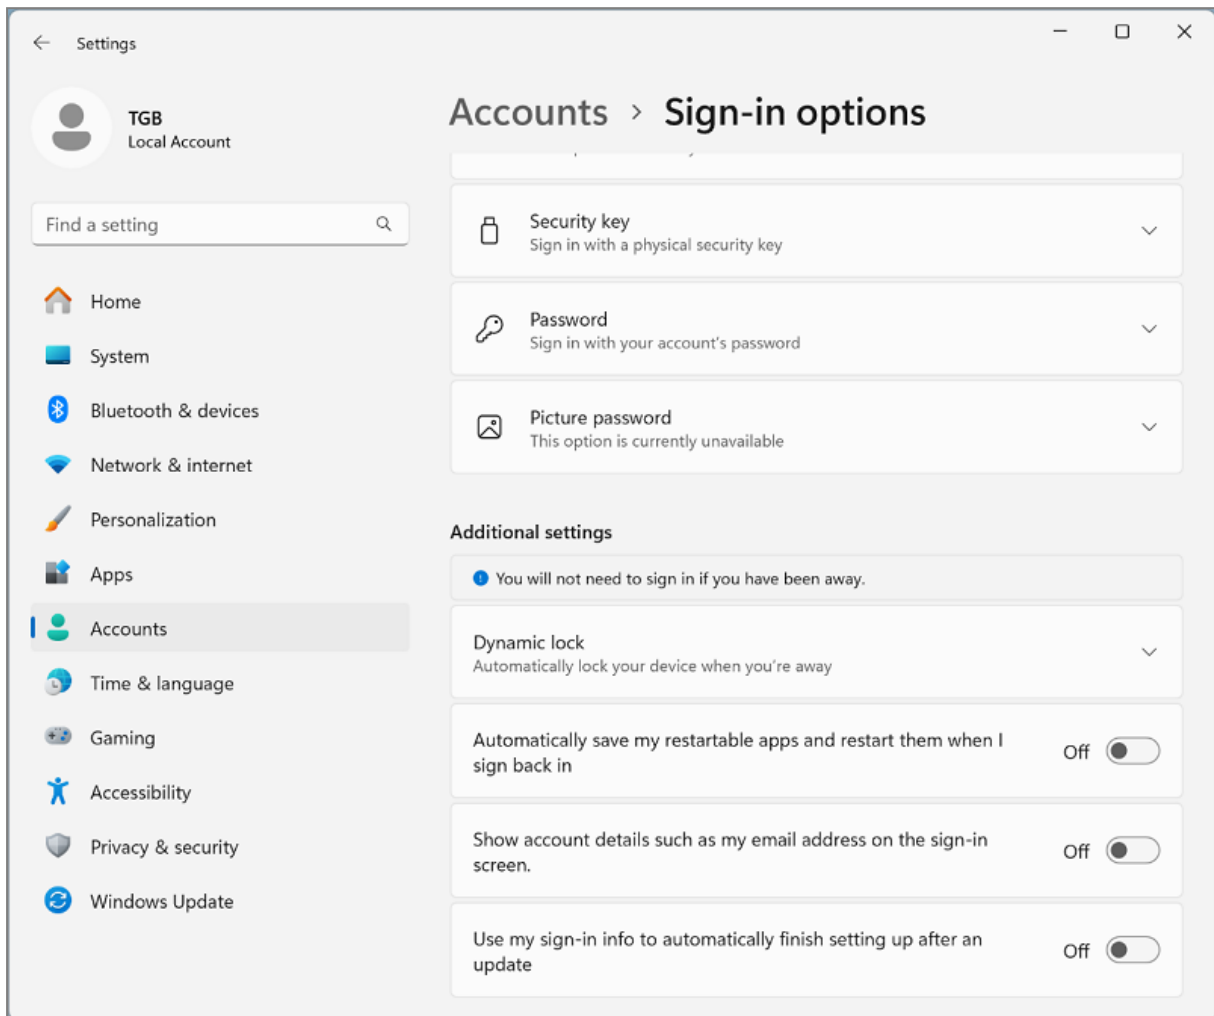 Settings
TGB
Local Account
Find a setting
Home
System
Bluetooth & devices
Network & internet
Personalization
Apps
Accounts
Time & language
Gaming
Accessibility
Privacy & security
Windows Update
Accounts > Sign-in options
Security key
Sign in with a physical security key
Password
Sign in with your account's password
Picture password
This option is currently unavailable
Additional settings
You will not need to sign in if you have been away.
Dynamic lock
Automatically lock your device when you're away
Automatically save my restartable apps and restart them when I
sign back in
Off
Show account details such as my email address on the sign-in
screen.
Off
Use my sign-in info to automatically finish setting up after an
update
Off